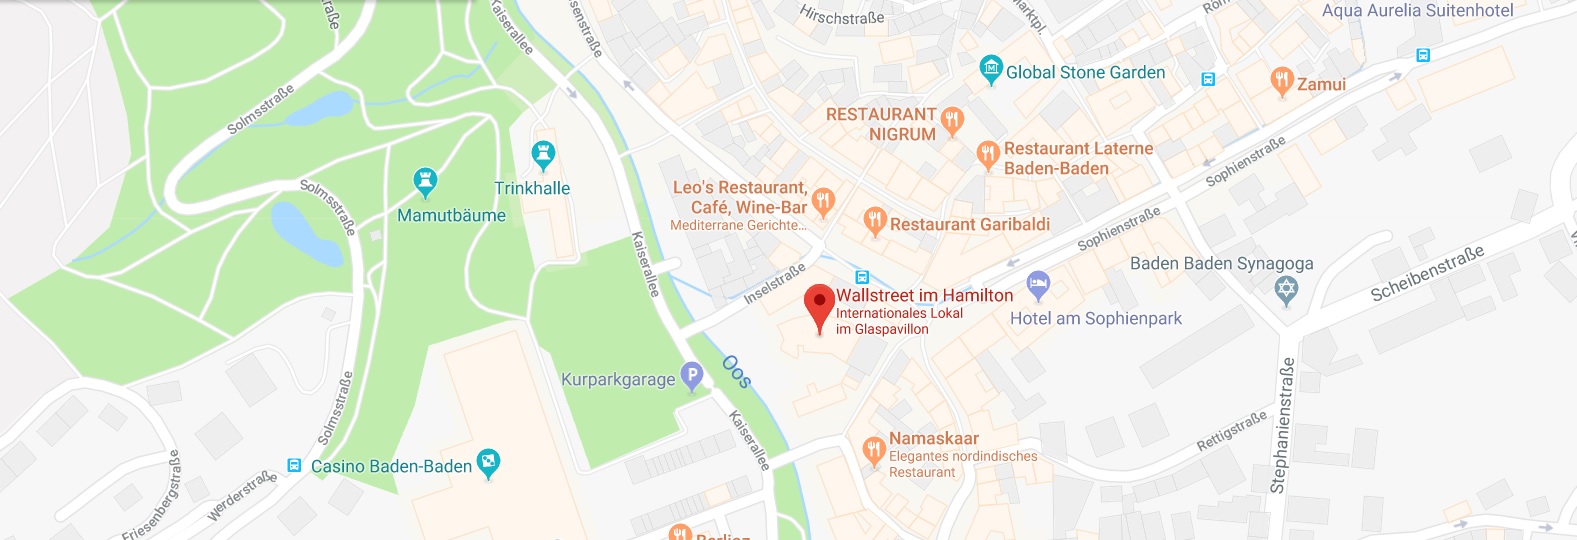 Hirschstraße
Marktpl.
Aqua Aurelia Suitenhotel
Kaiserallee
Solmsstraße
Global Stone Garden
Zamui
RESTAURANT
NIGRUM
Restaurant Laterne
Baden-Baden
Sophienstraße
Trinkhalle
Mamutbäume
Solmsstraße
Leo's Restaurant,
Café, Wine-Bar
Mediterrane Gerichte...
Restaurant Garibaldi
Sophienstraße
Kaiserallee
Inselstraße
Baden Baden Synagoga
Scheibenstraße
Wallstreet im Hamilton
Internationales Lokal
im Glaspavillon
Hotel am Sophienpark
Kurparkgarage
P
Oos
Solmsstraße
Kaiserallee
Stephanienstraße
Rettigstraße
Namaskaar
Elegantes nordindisches
Restaurant
Casino Baden-Baden
Werderstraße
Friesenbergstraße